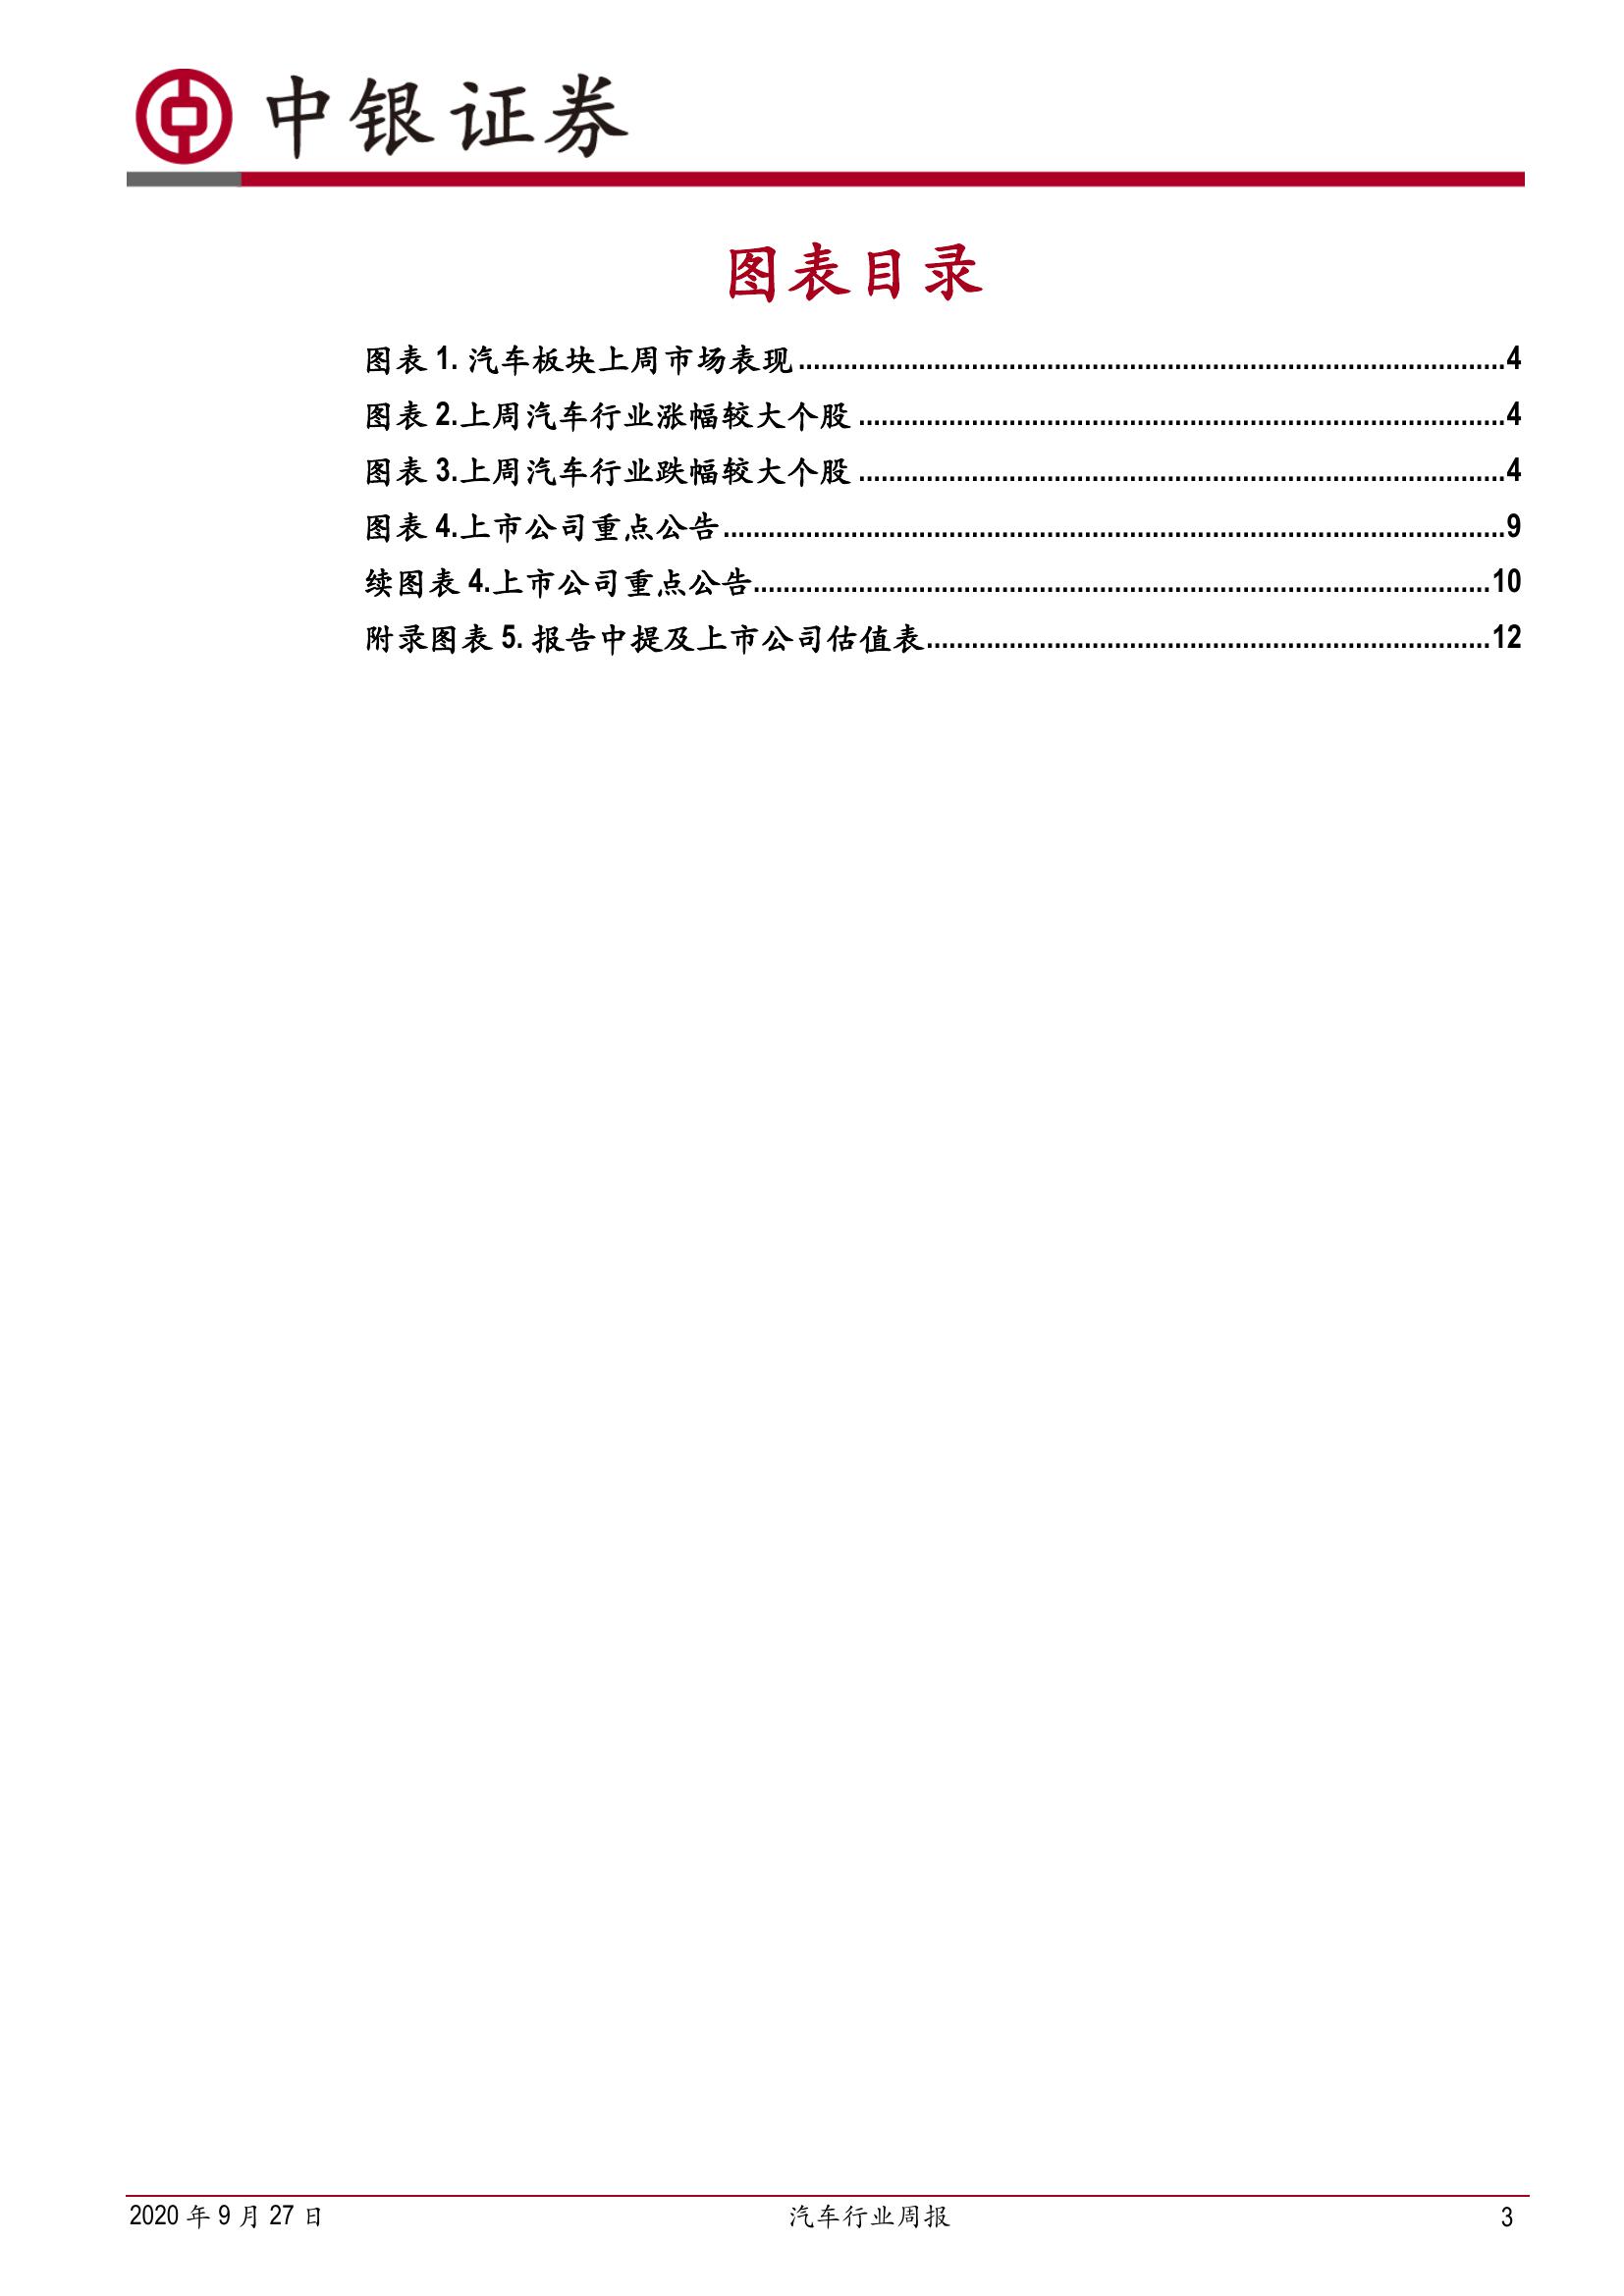 中银证券
图表目录
图表 1. 汽车板块上周市场表现........................................................................................4
图表 2.上周汽车行业涨幅较大个股 ................................................................................4
图表 3.上周汽车行业跌幅较大个股 ................................................................................4
图表 4.上市公司重点公告.................................................................................................9
续图表 4.上市公司重点公告...........................................................................................10
附录图表 5. 报告中提及上市公司估值表......................................................................12
2020 年 9 月 27 日 汽车行业周报 3